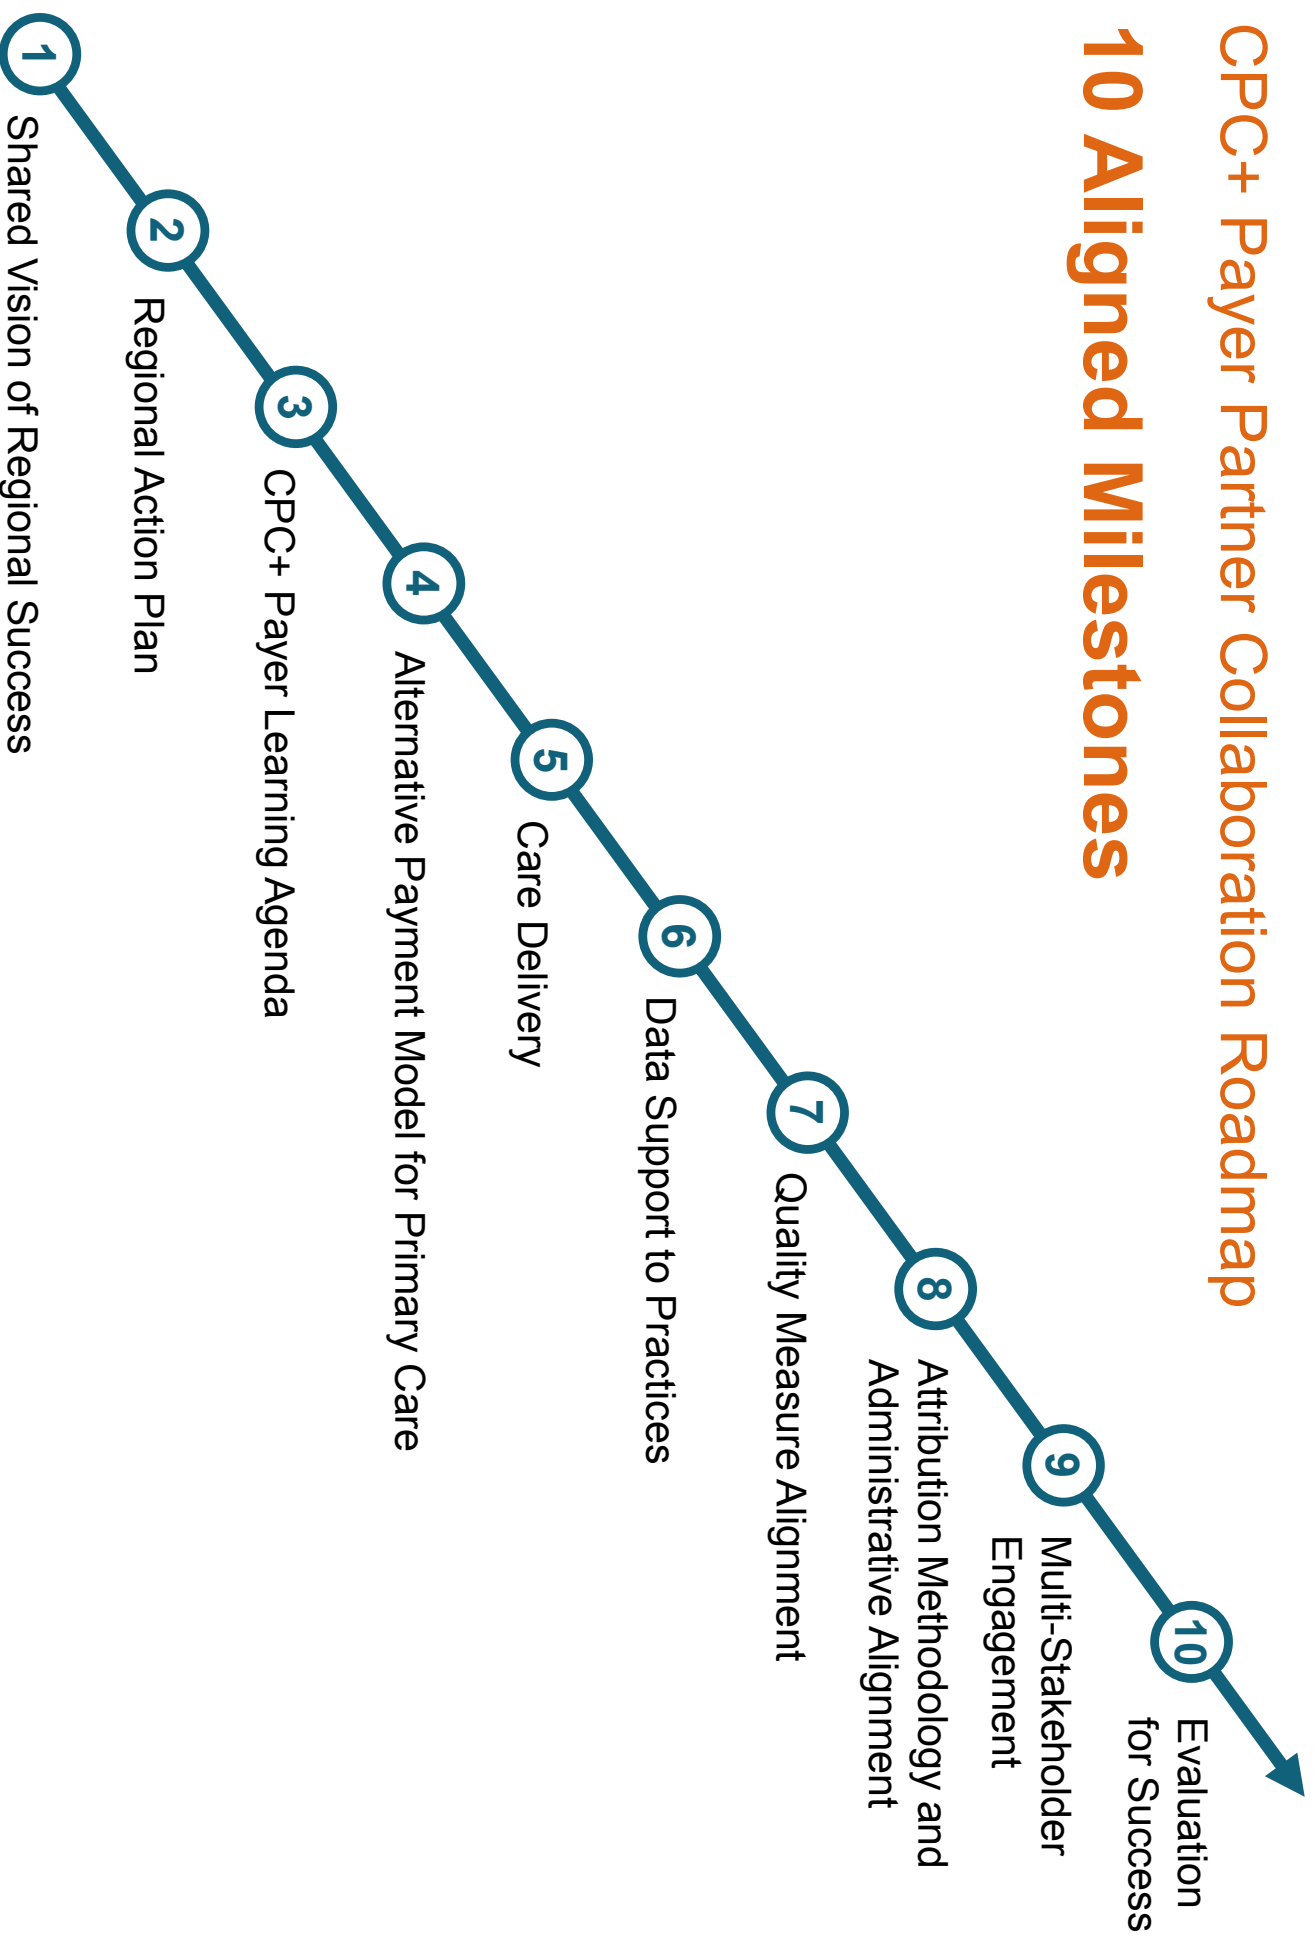 CPC+ Payer Partner Collaboration Roadmap
10 Aligned Milestones
1
Shared Vision of Regional Success
2
Regional Action Plan
3
CPC+ Payer Learning Agenda
4
Alternative Payment Model for Primary Care
5
Care Delivery
6
Data Support to Practices
7
Quality Measure Alignment
8
Attribution Methodology and
Administrative Alignment
9
Multi-Stakeholder
Engagement
10
Evaluation
for Success